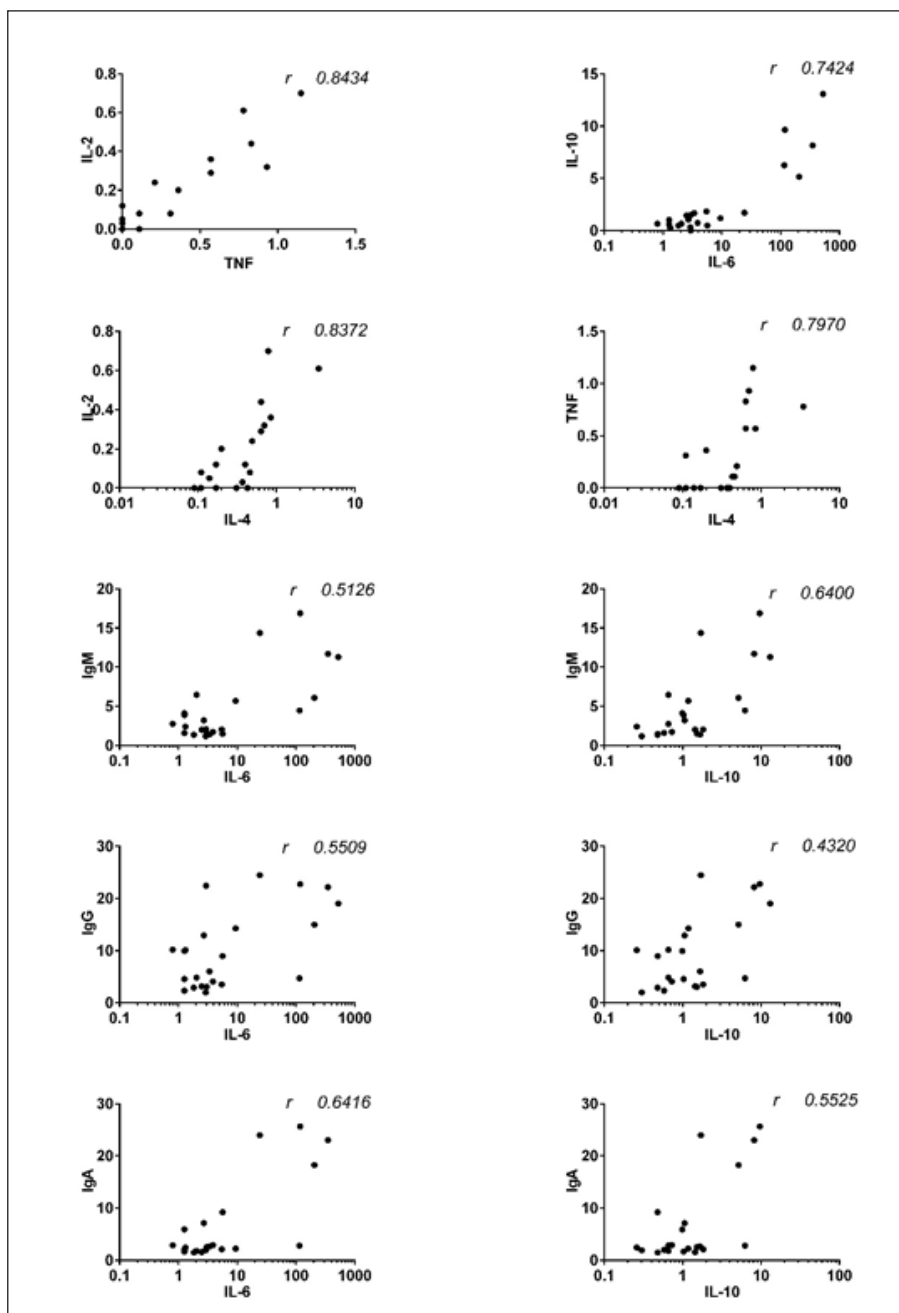 r 0.8434
0.8
0.6
0.4
0.2
0.0
IL-2
0.0 0.5 1.0 1.5
TNF
r 0.7424
15
10
5
0
IL-10
0.1 1 10 100 1000
IL-6
r 0.8372
0.8
0.6
0.4
0.2
0.0
IL-2
0.01 0.1 1 10
IL-4
r 0.7970
1.5
1.0
0.5
0.0
TNF
0.01 0.1 1 10
IL-4
r 0.5126
20
15
10
5
0
IgM
0.1 1 10 100 1000
IL-6
r 0.6400
20
15
10
5
0
IgM
0.1 1 10 100
IL-10
r 0.5509
30
20
10
0
IgG
0.1 1 10 100 1000
IL-6
r 0.4320
30
20
10
0
IgG
0.1 1 10 100
IL-10
r 0.6416
30
20
10
0
IgA
0.1 1 10 100 1000
IL-6
r 0.5525
30
20
10
0
IgA
0.1 1 10 100
IL-10